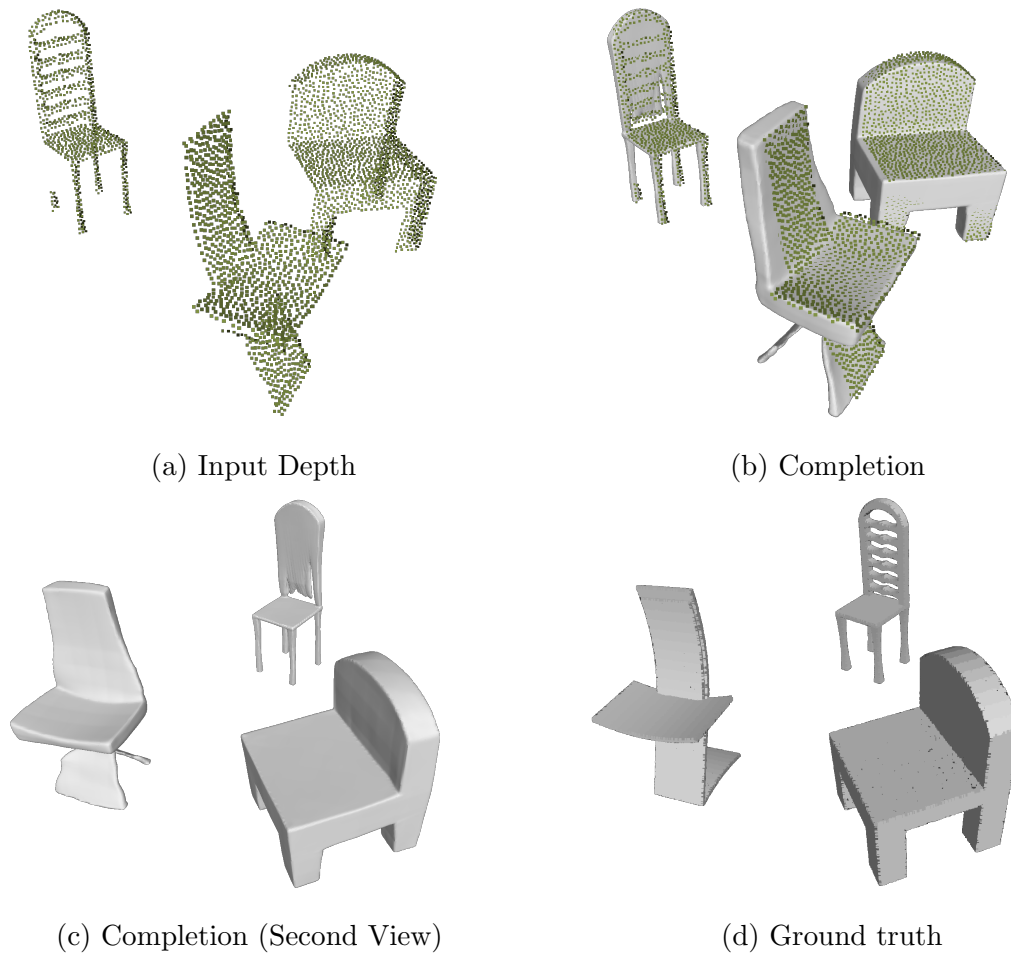 (a) Input Depth
(b) Completion
(c) Completion (Second View)
(d) Ground truth